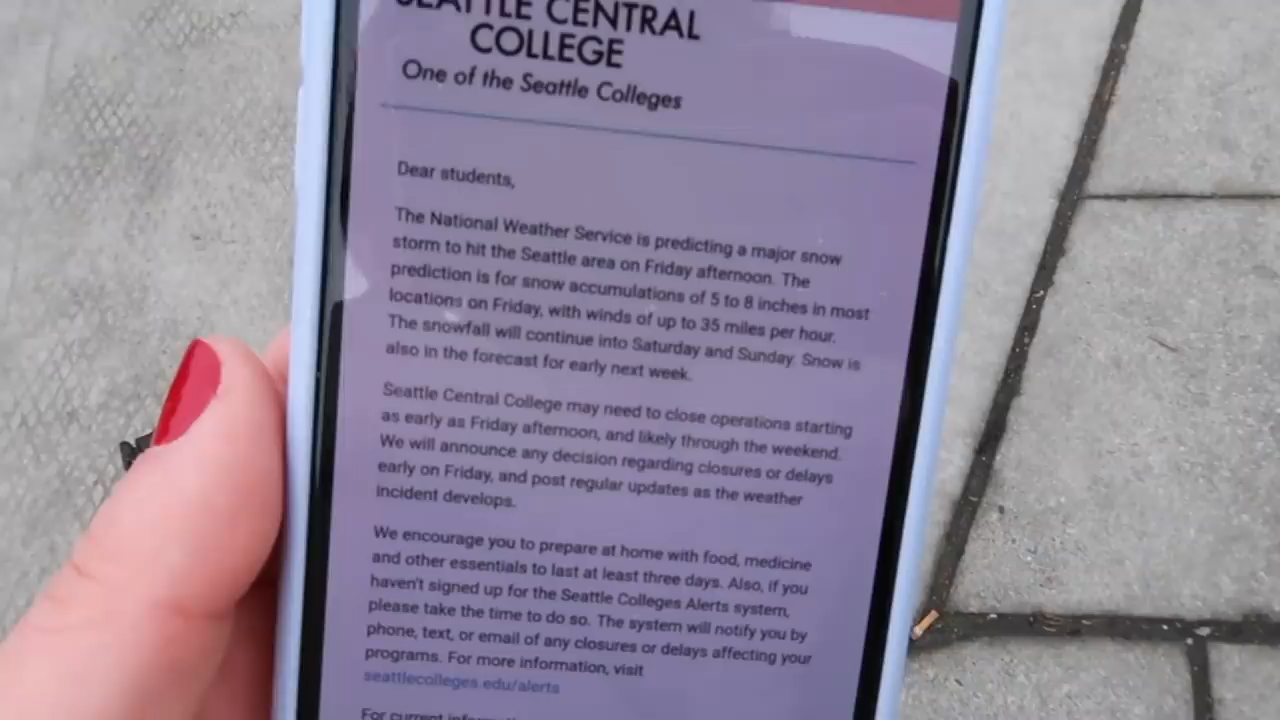 SEATTLE CENTRAL
COLLEGE
One of the Seattle Colleges
Dear students,
The National Weather Service is predicting a major snow
storm to hit the Seattle area on Friday afternoon. The
prediction is for snow accumulations of 5 to 8 inches in most
locations on Friday, with winds of up to 35 miles per hour.
The snowfall will continue into Saturday and Sunday. Snow is
also in the forecast for early next week.
Seattle Central College may need to close operations starting
as early as Friday afternoon, and likely through the weekend.
We will announce any decision regarding closures or delays
early on Friday, and post regular updates as the weather
incident develops.
We encourage you to prepare at home with food, medicine
and other essentials to last at least three days. Also, if you
haven't signed up for the Seattle Colleges Alerts system,
please take the time to do so. The system will notify you by
phone, text, or email of any closures or delays affecting your
programs. For more information, visit
seattlecolleges.edu/alerts
For current